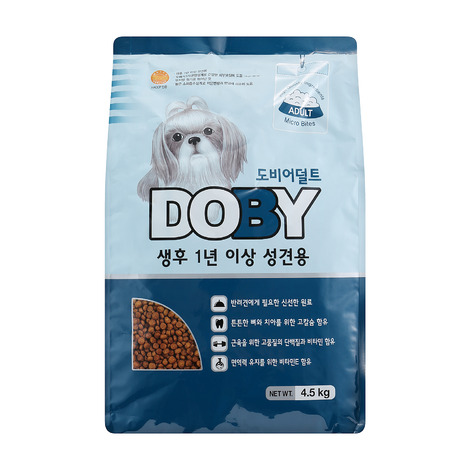 ADULT
Micro Bites
도비어덜트
DOBY
생후 1년 이상 성견용
반려견에게 필요한 신선한 원료
튼튼한 뼈와 치아를 위한 고칼슘 함유
근육을 위한 고품질의 단백질과 비타민 함유
면역력 유지를 위한 비타민E 함유
NET WT. 4.5 kg